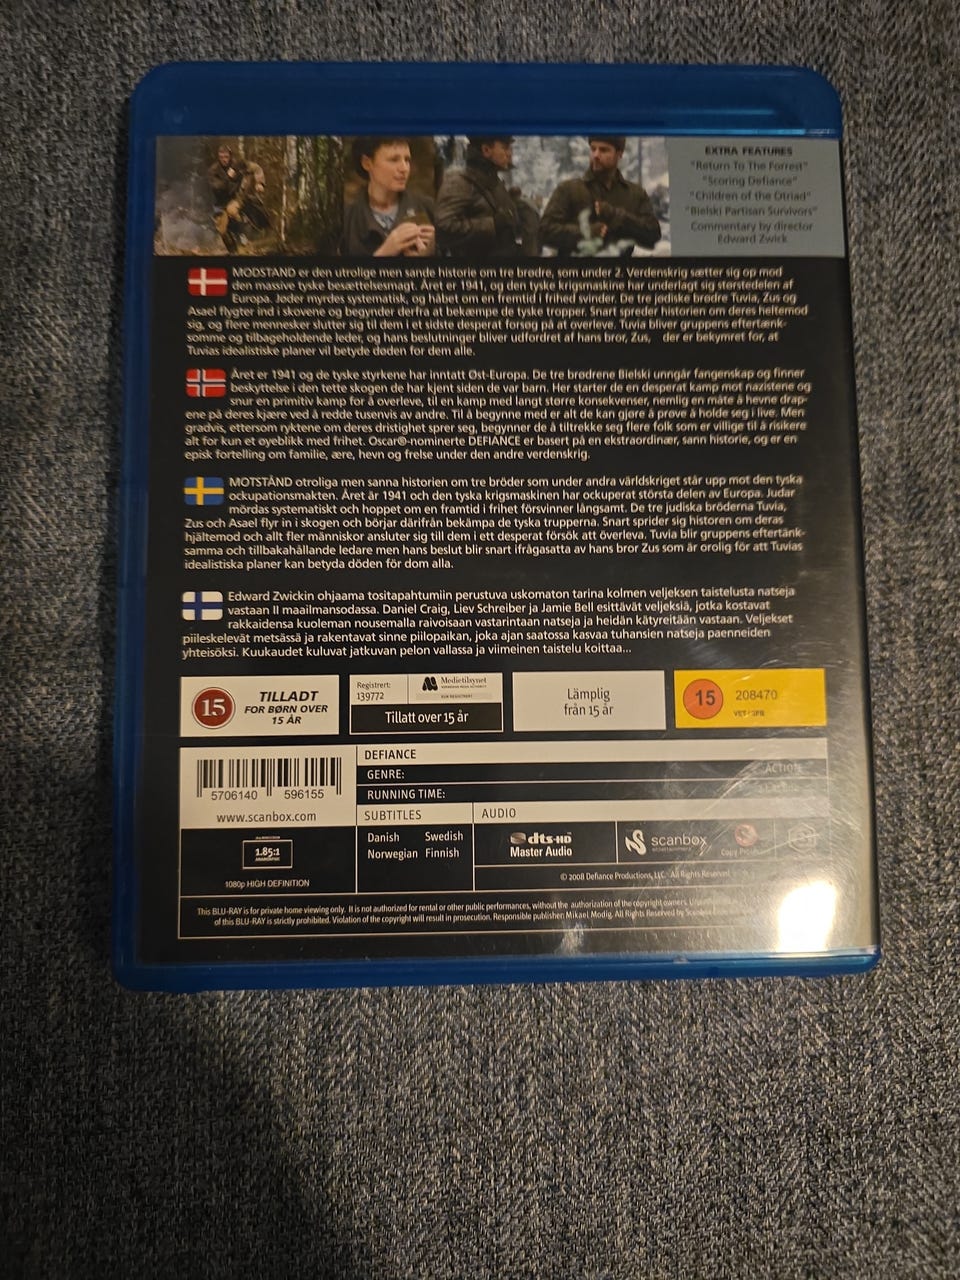 EXTRA FEATURES
"Return To The Forrest"
"Scoring Defiance"
"Children of the Otriad"
"Bielski Partisan Survivors"
Commentary by director
Edward Zwick
MODSTAND er den utrolige men sande historie om tre brødre, som under 2. Verdenskrig sætter sig op mod
den massive tyske besættelsesmagt. Året er 1941, og den tyske krigsmaskine har underlagt sig størstedelen af
Europa. Jøder myrdes systematisk, og håbet om en fremtid i frihed svinder. De tre jødiske brødre Tuvia, Zus og
Asael flygter ind i skovene og begynder derfra at bekæmpe de tyske tropper. Snart spreder historien om deres heltemod
sig, og flere mennesker slutter sig til dem i et sidste desperat forsøg på at overleve. Tuvia bliver gruppens eftertænk-
somme og tilbageholdende leder, og hans beslutninger bliver udfordret af hans bror, Zus, der er bekymret for, at
Tuvias idealistiske planer vil betyde døden for dem alle.
Året er 1941 og de tyske styrkene har inntatt Øst-Europa. De tre brødrene Bielski unngår fangenskap og finner
beskyttelse i den tette skogen de har kjent siden de var barn. Her starter de en desperat kamp mot nazistene og
snur en primitiv kamp for å overleve, til en kamp med langt større konsekvenser, nemlig en måte å hevne drap-
ene på deres kjære ved å redde tusenvis av andre. Til å begynne med er alt de kan gjøre å prøve å holde seg i live. Men
gradvis, ettersom ryktene om deres dristighet sprer seg, begynner de å tiltrekke seg flere folk som er villige til å risikere
alt for kun et øyeblikk med frihet. Oscar®-nominerte DEFIANCE er basert på en ekstraordinær, sann historie, og er en
episk fortelling om familie, ære, hevn og frelse under den andre verdenskrig.
MOTSTÅND otroliga men sanna historien om tre bröder som under andra världskriget står upp mot den tyska
ockupationsmakten. Året är 1941 och den tyska krigsmaskinen har ockuperat största delen av Europa. Judar
mördas systematiskt och hoppet om en framtid i frihet försvinner långsamt. De tre judiska bröderna Tuvia,
Zus och Asael flyr in i skogen och börjar därifrån bekämpa de tyska trupperna. Snart sprider sig historen om deras
hjältemod och allt fler människor ansluter sig till dem i ett desperat försök att överleva. Tuvia blir gruppens eftertänk-
samma och tillbakahållande ledare men hans beslut blir snart ifrågasatta av hans bror Zus som är orolig för att Tuvias
idealistiska planer kan betyda döden för dom alla.
Edward Zwickin ohjaama tositapahtumiin perustuva uskomaton tarina kolmen veljeksen taistelusta natseja
vastaan II maailmansodassa. Daniel Craig, Liev Schreiber ja Jamie Bell esittävät veljeksiä, jotka kostavat
rakkaidensa kuoleman nousemalla raivoisaan vastarintaan natseja ja heidän kätyreitään vastaan. Veljekset
piileskelevät metsässä ja rakentavat sinne piilopaikan, joka ajan saatossa kasvaa tuhansien natseja paenneiden
yhteisöksi. Kuukaudet kuluvat jatkuvan pelon vallassa ja viimeinen taistelu koittaa...
15 TILLADT
FOR BØRN OVER
15 ÅR
Registrert:
139772
Medietilsynet
NORWEGIAN MEDIA AUTHORITY
KUN REGISTRERT
Tillatt over 15 år
Lämplig
från 15 år
15 208470
VET/SFB
DEFIANCE
GENRE: ACTION
RUNNING TIME:
5706140 596155
www.scanbox.com
SUBTITLES
AUDIO
Danish Swedish
Norwegian Finnish
dts-HD
Master Audio
scanbox
entertainment
1.85:1
ANAMORPHIC
1080p HIGH DEFINITION
© 2008 Defiance Productions, LLC. All Rights Reserved
This BLU-RAY is for private home viewing only. It is not authorized for rental or other public performances, without the authorization of the copyright owners.
of this BLU-RAY is strictly prohibited. Violation of the copyright will result in prosecution. Responsible publisher: Mikael Modig. All Rights Reserved by Scanbox